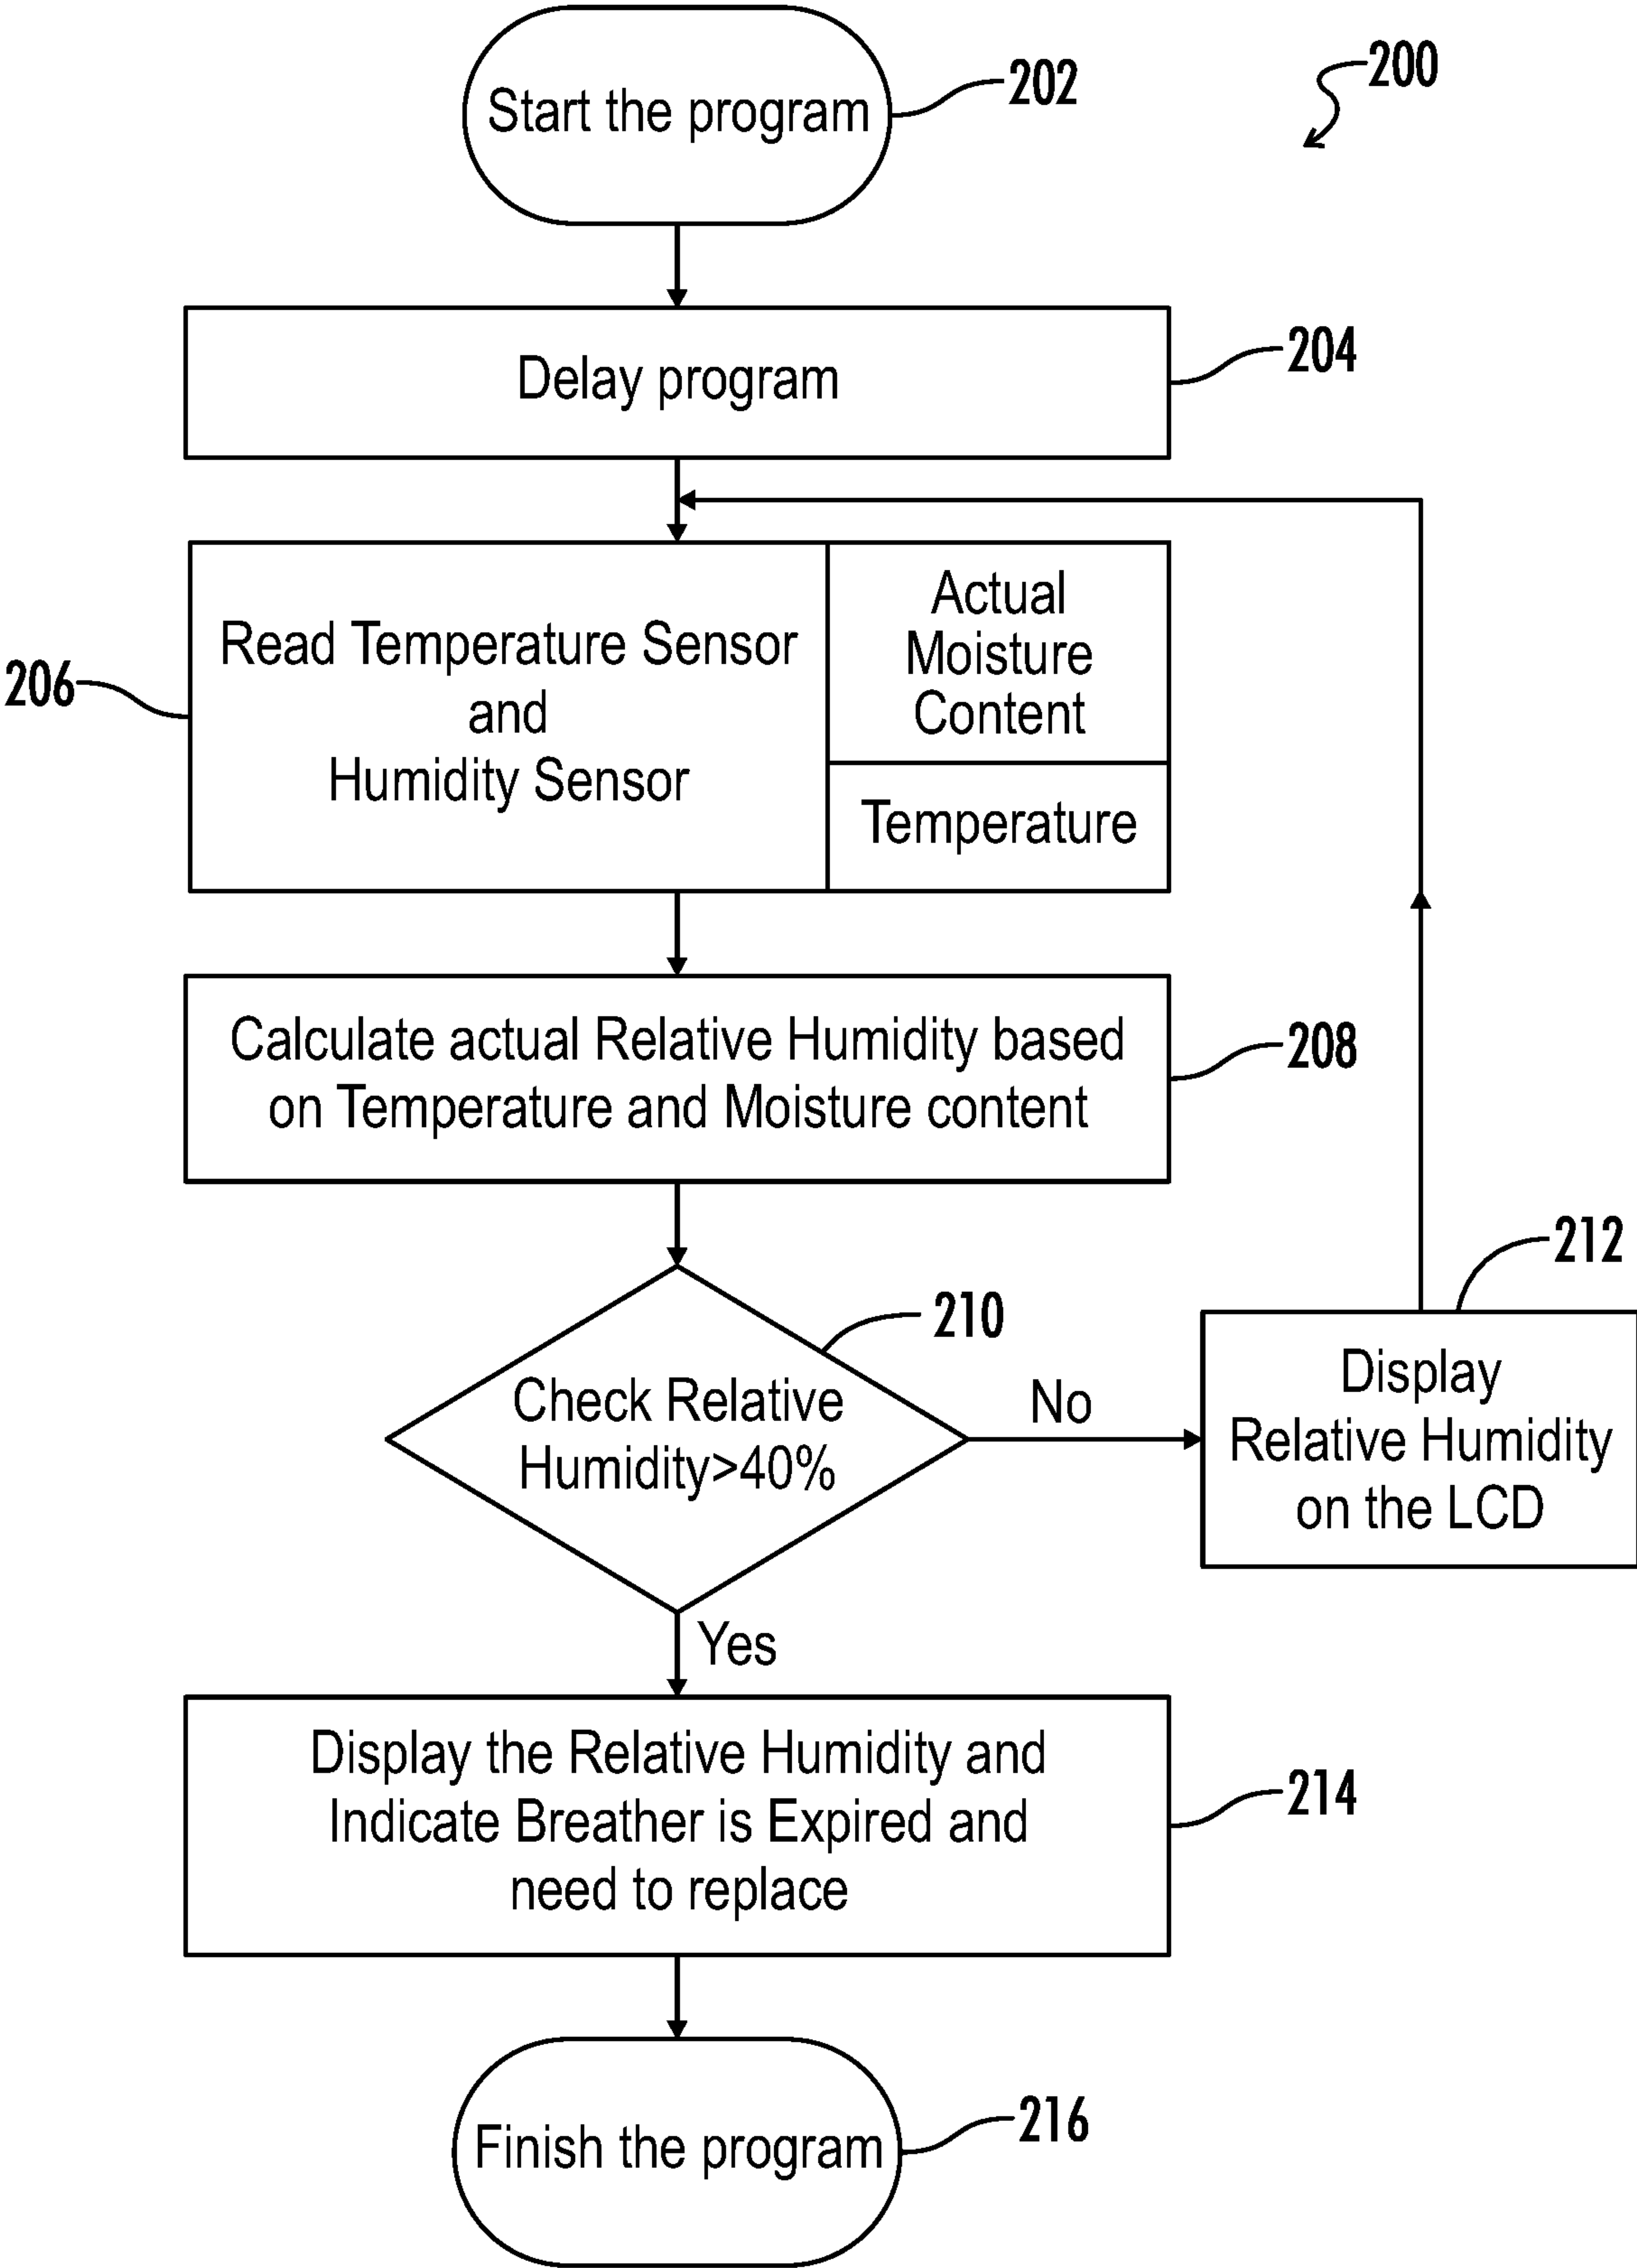 200
Start the program
202
Delay program
204
Read Temperature Sensor
and
Humidity Sensor
Actual
Moisture
Content
Temperature
206
Calculate actual Relative Humidity based
on Temperature and Moisture content
208
Check Relative
Humidity>40%
210
No
Display
Relative Humidity
on the LCD
212
Yes
Display the Relative Humidity and
Indicate Breather is Expired and
need to replace
214
Finish the program
216